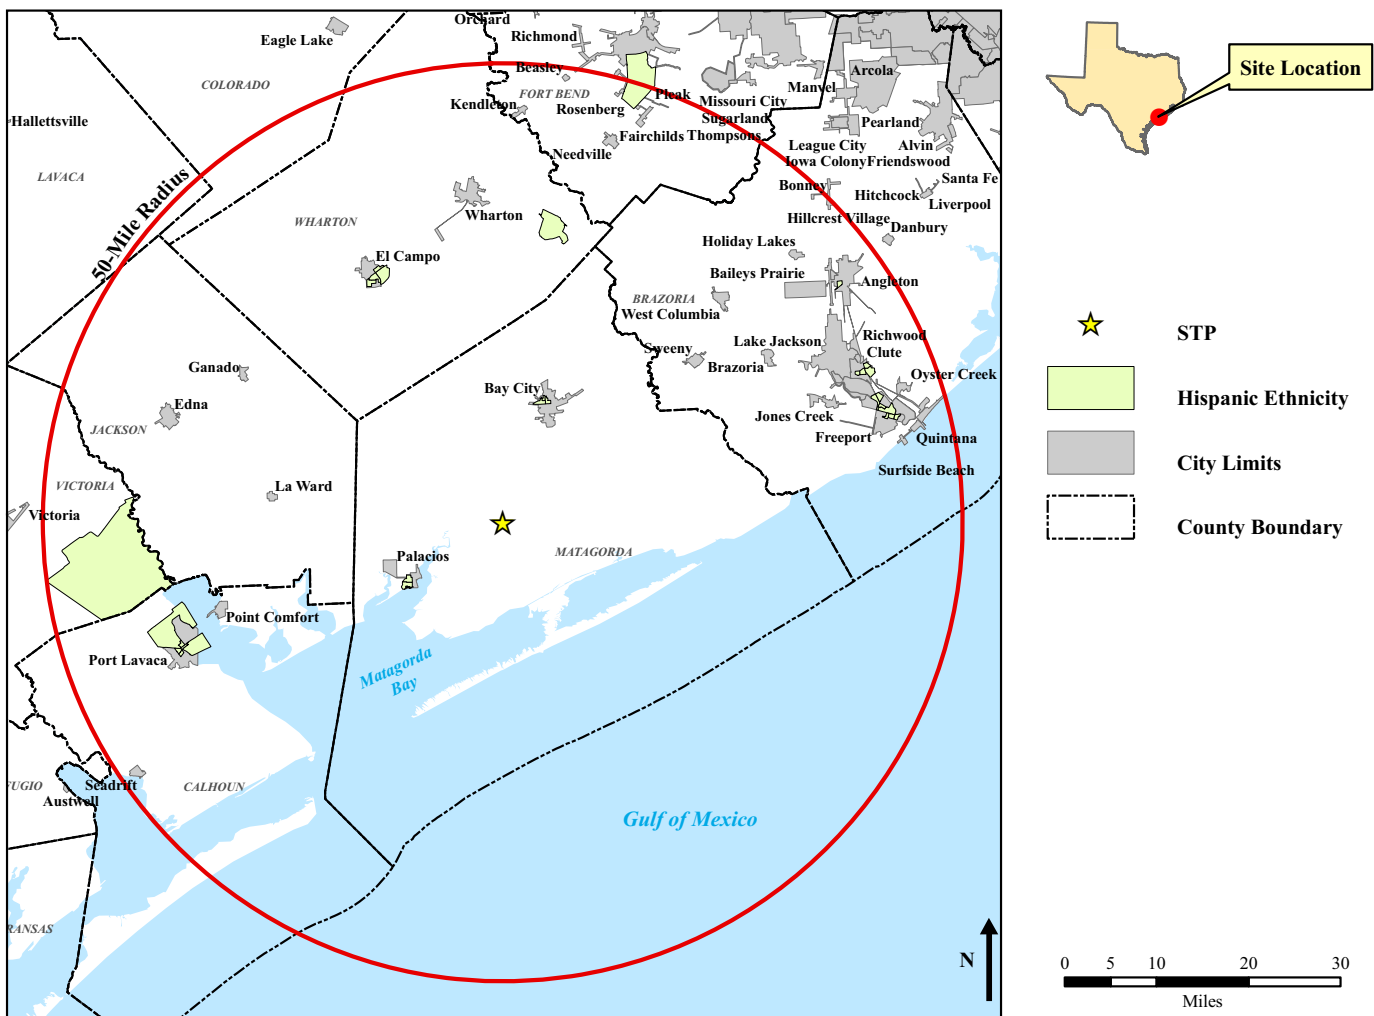 Orchard
Eagle Lake
Richmond
COLORADO
Beasley
FORT BEND
Kendleton
Rosenberg
Pleak
Missouri City
Sugarland
Thompsons
Fairchilds
Needville
Manvel
Arcola
Pearland
League City
Iowa Colony
Alvin
Friendswood
Hallettsville
LAVACA
50-Mile Radius
WHARTON
Wharton
El Campo
Bonney
Hitchcock
Santa Fe
Liverpool
Hillcrest Village
Danbury
Holiday Lakes
Baileys Prairie
Angleton
BRAZORIA
West Columbia
Richwood
Clute
Lake Jackson
Sweeny
Brazoria
Oyster Creek
Jones Creek
Freeport
Quintana
Surfside Beach
Ganado
Edna
JACKSON
Bay City
VICTORIA
Victoria
La Ward
Palacios
MATAGORDA
Point Comfort
Port Lavaca
Matagorda
Bay
Seadrift
FUGIO
Austwell
CALHOUN
Gulf of Mexico
RANSAS
N
Site Location
STP
Hispanic Ethnicity
City Limits
County Boundary
0 5 10 20 30
Miles